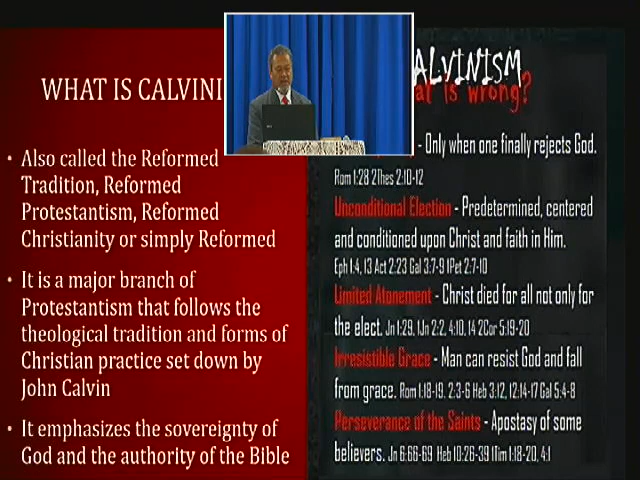 WHAT IS CALVINI
• Also called the Reformed
Tradition, Reformed
Protestantism, Reformed
Christianity or simply Reformed
• It is a major branch of
Protestantism that follows the
theological tradition and forms of
Christian practice set down by
John Calvin
• It emphasizes the sovereignty of
God and the authority of the Bible
ALVINISM
at is wrong?
- Only when one finally rejects God.
Rom 1:28 2Thes 2:10-12
Unconditional Election - Predetermined, centered
and conditioned upon Christ and faith in Him.
Eph 1:4, 13 Act 2:23 Gal 3:7-9 1Pet 2:7-10
Limited Atonement - Christ died for all not only for
the elect. Jn 1:29, 1Jn 2:2, 4:10, 14 2Cor 5:19-20
Irresistible Grace - Man can resist God and fall
from grace. Rom 1:18-19, 2:3-6 Heb 3:12, 12:14-17 Gal 5:4-8
Perseverance of the Saints - Apostasy of some
believers. Jn 6:66-69 Heb 10:26-39 1Tim 1:18-20, 4:1